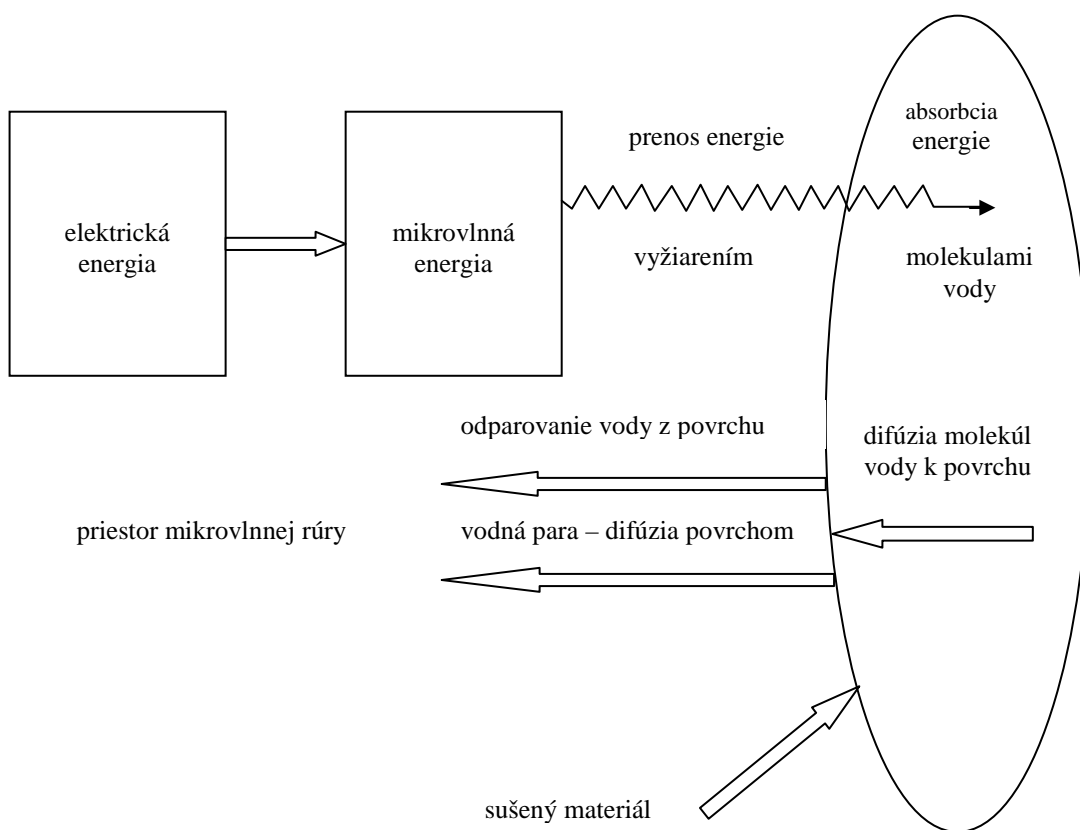 elektrická
energia
mikrovlnná
energia
prenos energie
vyžiarením
absorbcia
energie
molekulami
vody
odparovanie vody z povrchu
difúzia molekúl
vody k povrchu
priestor mikrovlnnej rúry
vodná para – difúzia povrchom
sušený materiál